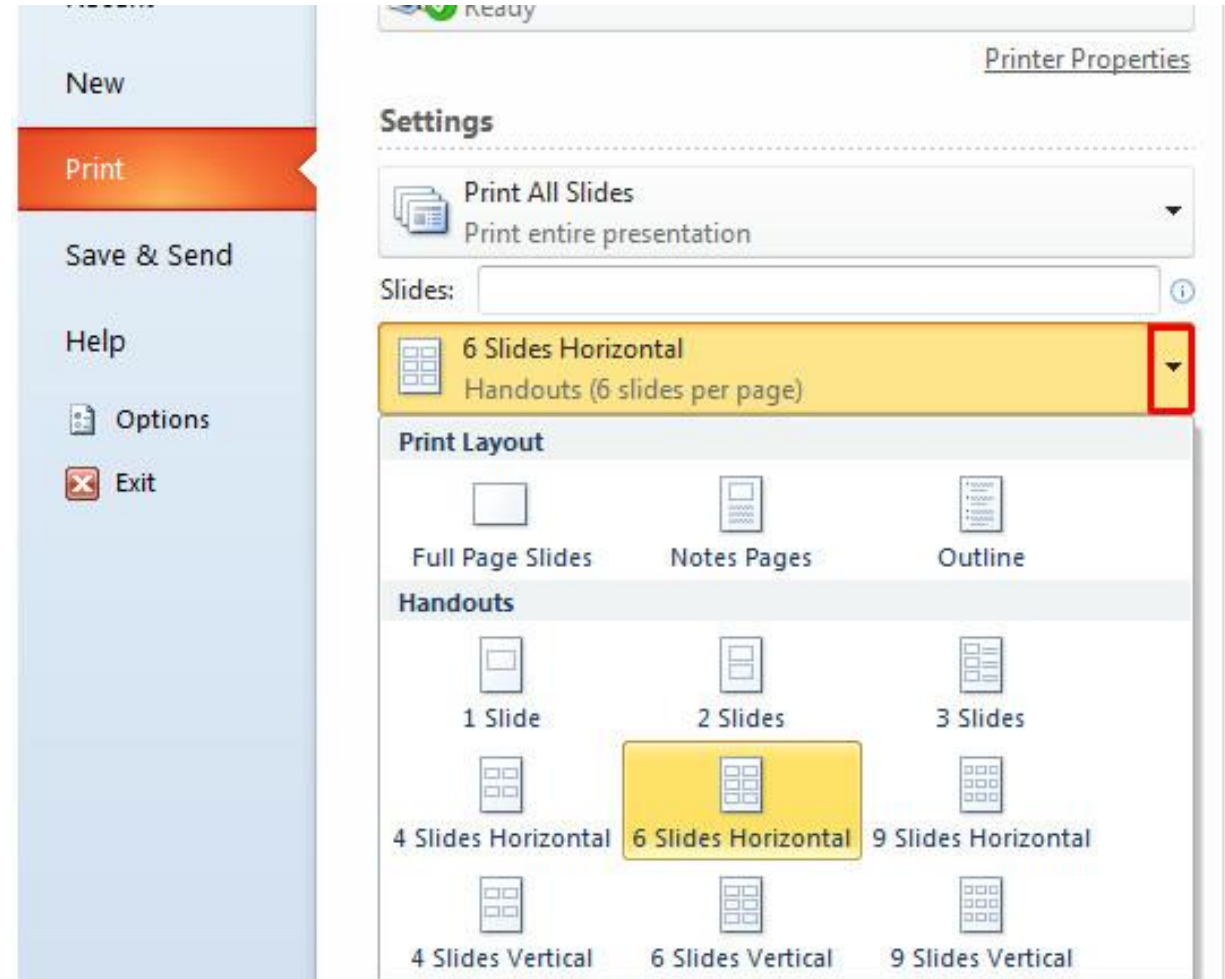 Ready
Printer Properties
New
Settings
Print
Print All Slides
Print entire presentation
Save & Send
Slides:
Help
6 Slides Horizontal
Handouts (6 slides per page)
Options
Print Layout
Exit
Full Page Slides Notes Pages Outline
Handouts
1 Slide 2 Slides 3 Slides
4 Slides Horizontal 6 Slides Horizontal 9 Slides Horizontal
4 Slides Vertical 6 Slides Vertical 9 Slides Vertical